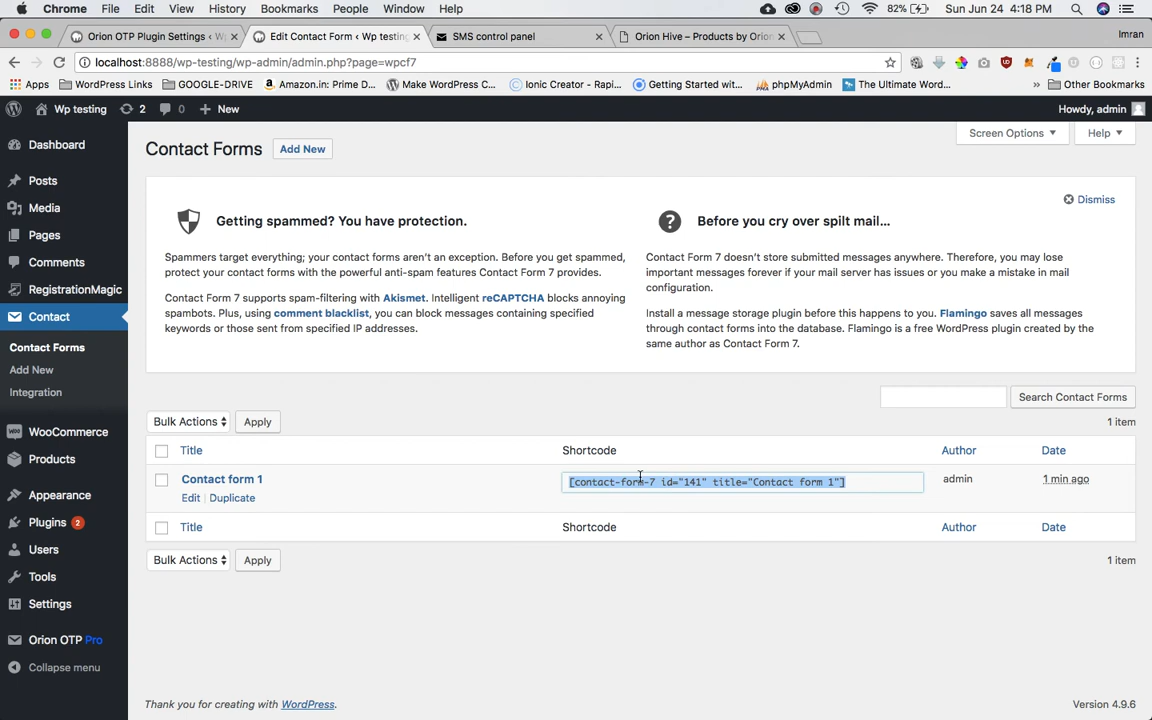 Chrome File Edit View History Bookmarks People Window Help 82% Sun Jun 24 4:18 PM
Orion OTP Plugin Settings ‹ W Edit Contact Form ‹ Wp testing SMS control panel Orion Hive – Products by Orion Imran
localhost:8888/wp-testing/wp-admin/admin.php?page=wpcf7
Apps WordPress Links GOOGLE-DRIVE Amazon.in: Prime D... Make WordPress C... Ionic Creator - Rapi... Getting Started wit... phpMyAdmin The Ultimate Word... » Other Bookmarks
Wp testing 2 0 New Howdy, admin
Dashboard
Posts
Media
Pages
Comments
RegistrationMagic
Contact
Contact Forms
Add New
Integration
WooCommerce
Products
Appearance
Plugins 2
Users
Tools
Settings
Orion OTP Pro
Collapse menu
Screen Options Help
Contact Forms Add New
Dismiss
Getting spammed? You have protection.
Spammers target everything; your contact forms aren't an exception. Before you get spammed,
protect your contact forms with the powerful anti-spam features Contact Form 7 provides.
Contact Form 7 supports spam-filtering with Akismet. Intelligent reCAPTCHA blocks annoying
spambots. Plus, using comment blacklist, you can block messages containing specified
keywords or those sent from specified IP addresses.
Before you cry over spilt mail...
Contact Form 7 doesn't store submitted messages anywhere. Therefore, you may lose
important messages forever if your mail server has issues or you make a mistake in mail
configuration.
Install a message storage plugin before this happens to you. Flamingo saves all messages
through contact forms into the database. Flamingo is a free WordPress plugin created by the
same author as Contact Form 7.
Search Contact Forms
Bulk Actions Apply 1 item
Title Shortcode Author Date
Contact form 1 [contact-form-7 id="141" title="Contact form 1"] admin 1 min ago
Edit | Duplicate
Title Shortcode Author Date
Bulk Actions Apply 1 item
Thank you for creating with WordPress. Version 4.9.6